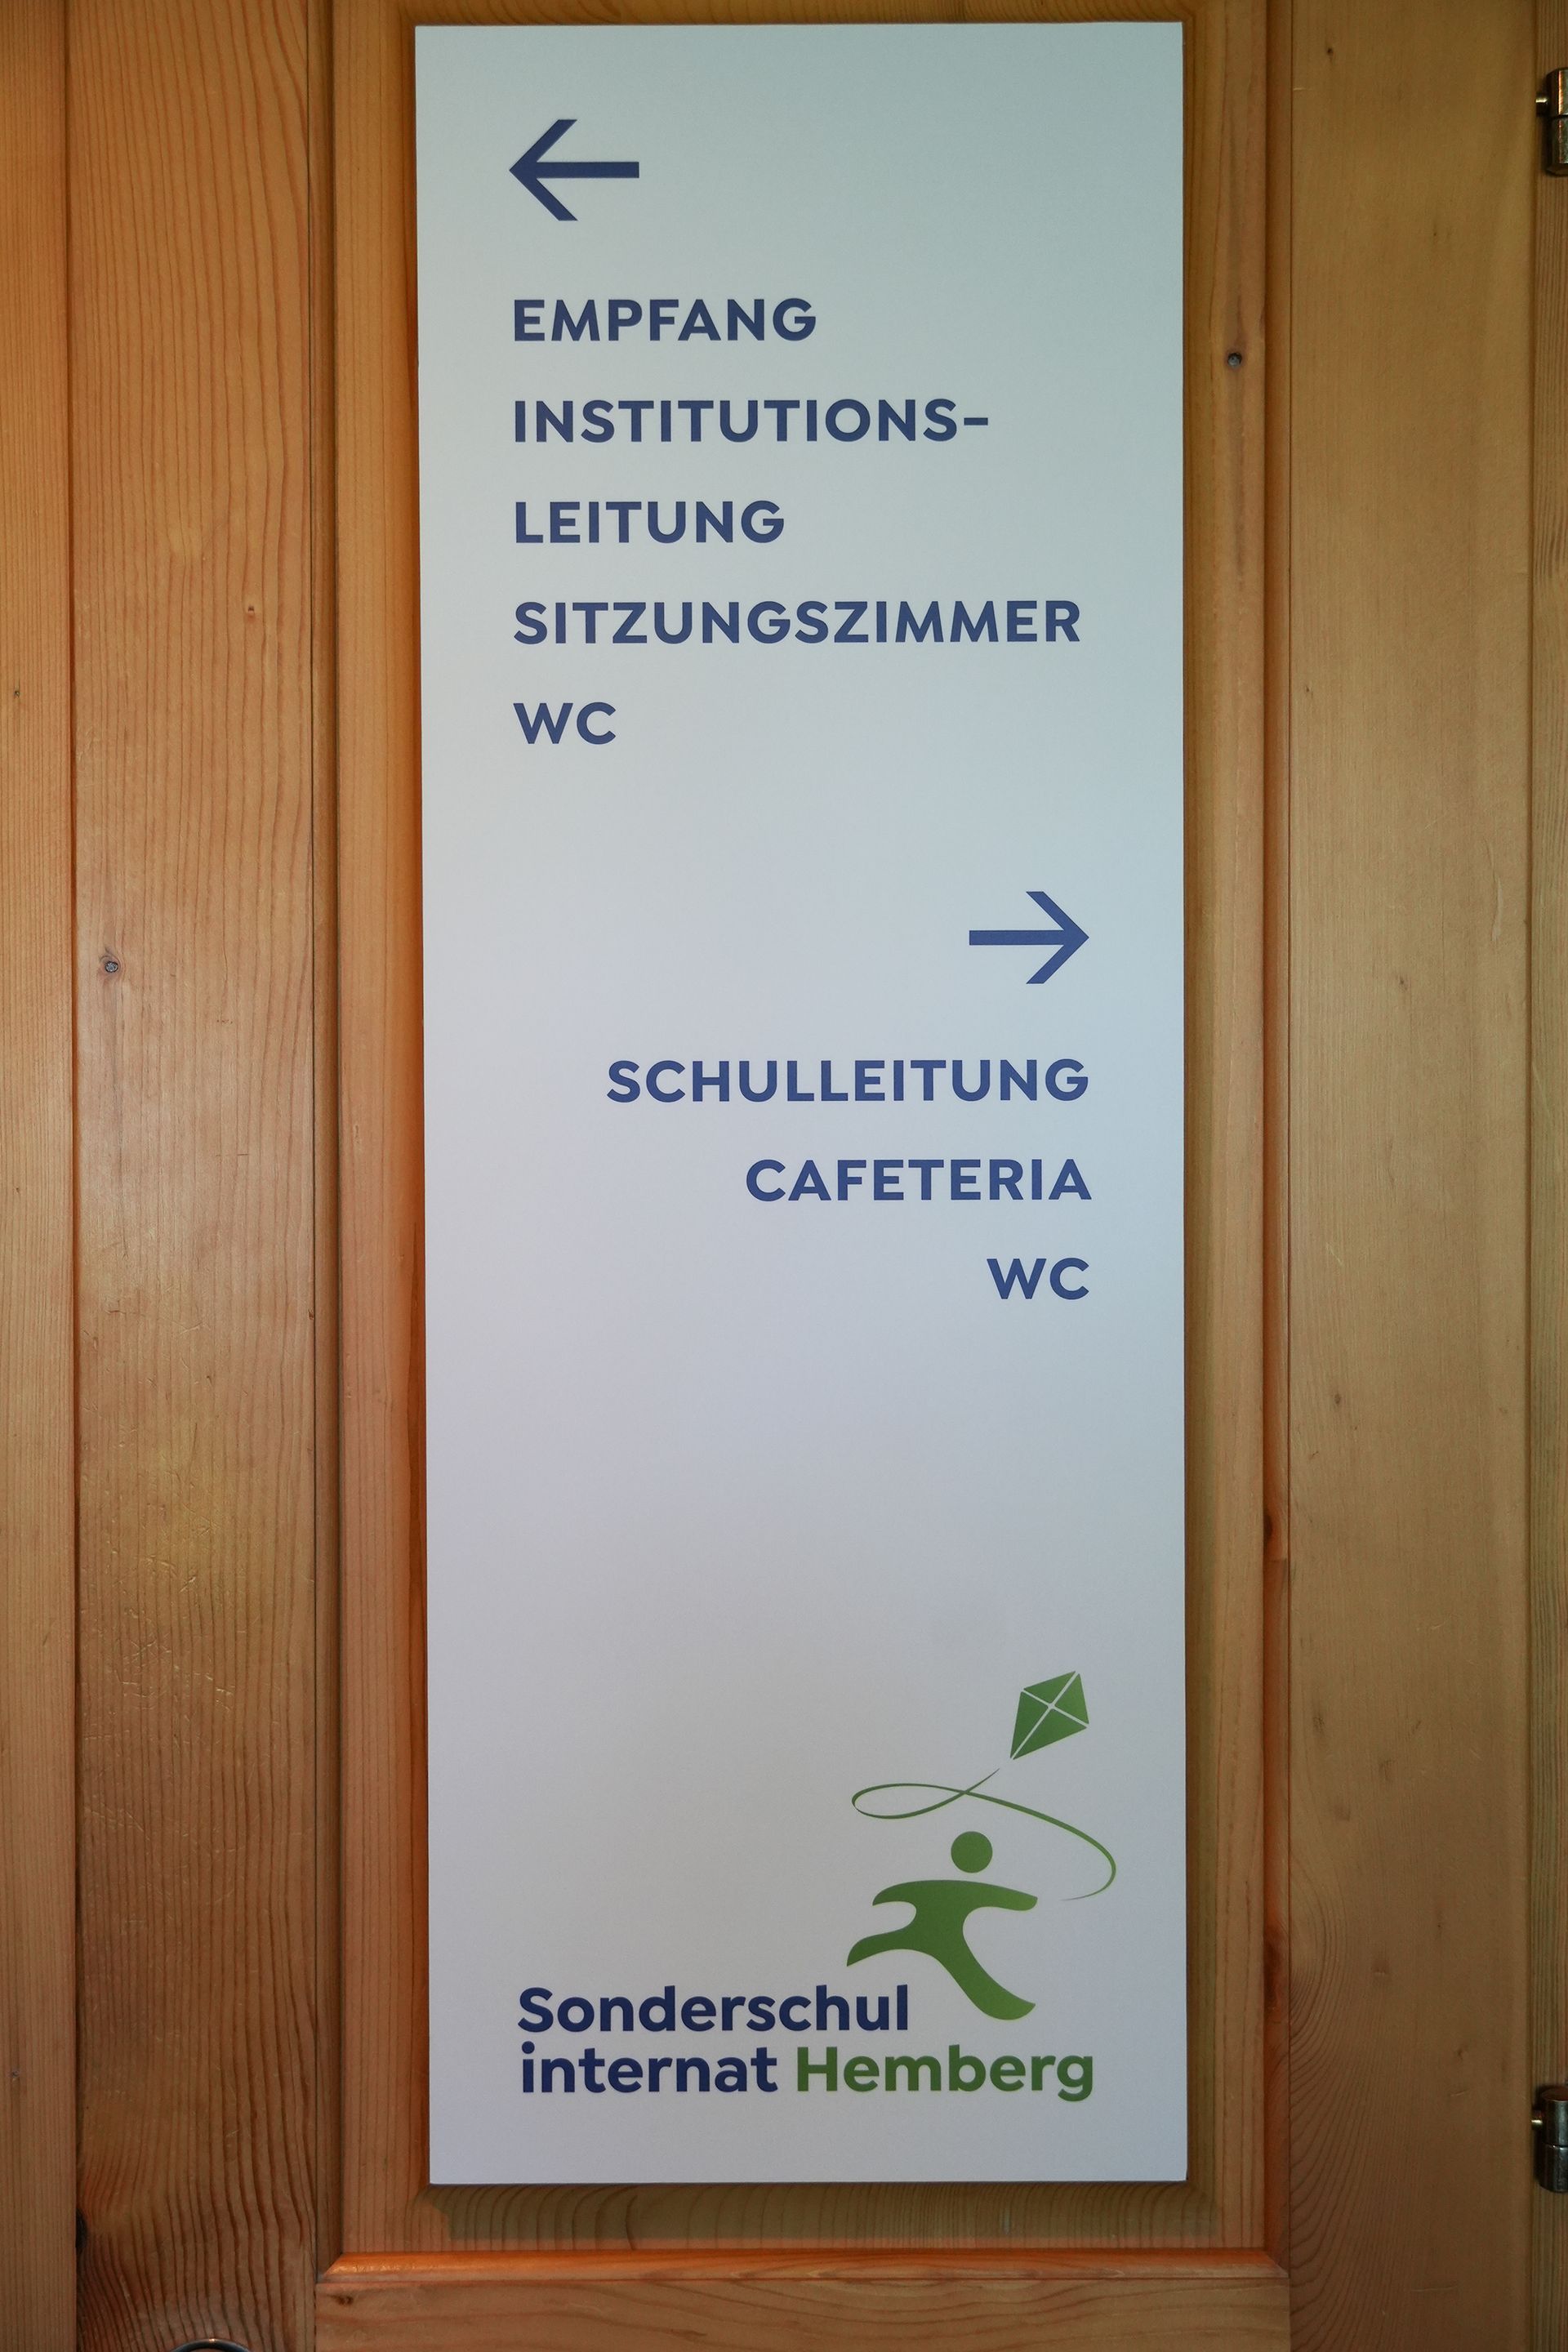 EMPFANG
INSTITUTIONS-
LEITUNG
SITZUNGSZIMMER
WC
SCHULLEITUNG
CAFETERIA
WC
Sonderschul
internat Hemberg